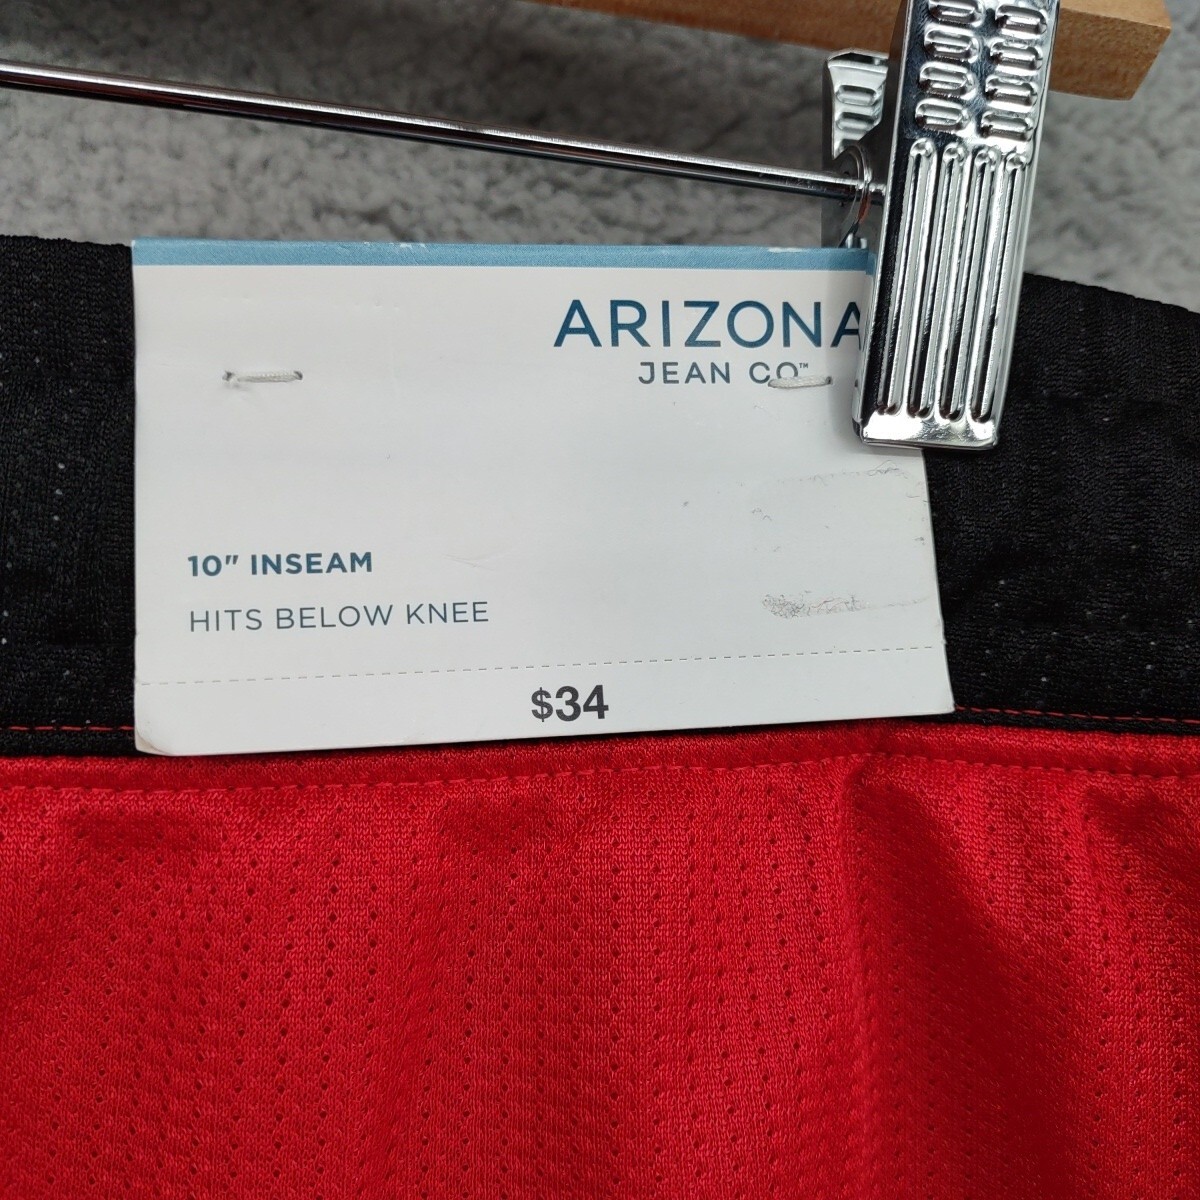 ARIZONA
JEAN CO™
10" INSEAM
HITS BELOW KNEE
$34